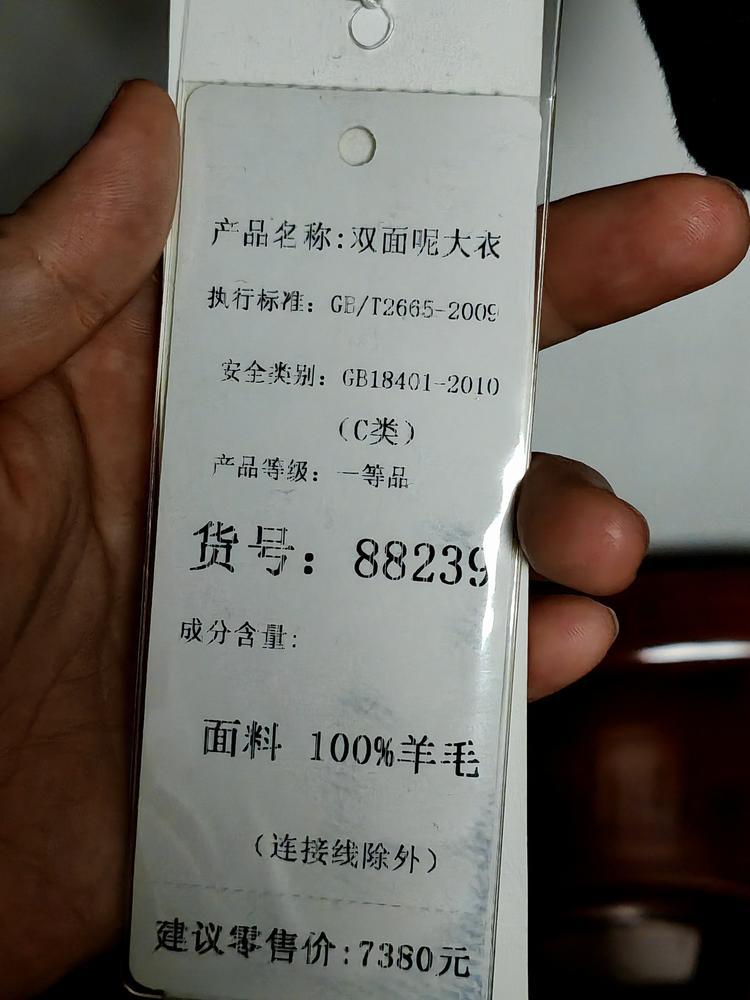 产品名称:双面呢大衣
执行标准：GB/T2665-2009
安全类别：GB18401-2010
（C类）
产品等级：一等品
货号：88239
成分含量:
面料 100%羊毛
（连接线除外）
建议零售价:7380元